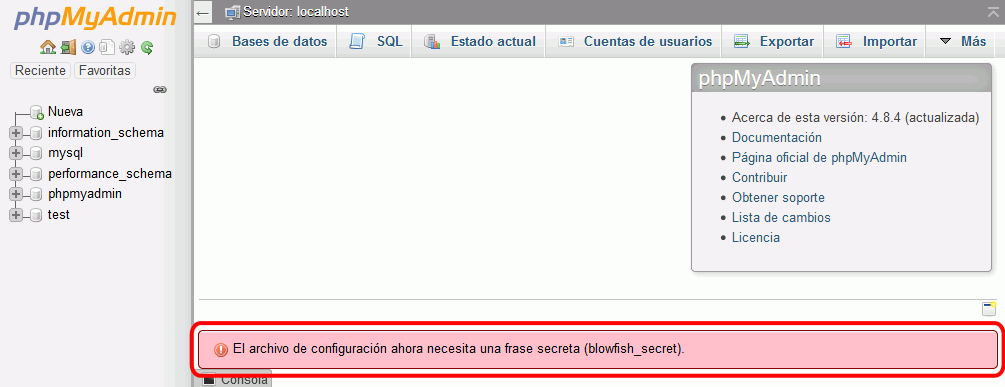 phpMyAdmin
Reciente Favoritas
Nueva
information_schema
mysql
performance_schema
phpmyadmin
test
Servidor: localhost
Bases de datos SQL Estado actual Cuentas de usuarios Exportar Importar Más
phpMyAdmin
Acerca de esta versión: 4.8.4 (actualizada)
Documentación
Página oficial de phpMyAdmin
Contribuir
Obtener soporte
Lista de cambios
Licencia
El archivo de configuración ahora necesita una frase secreta (blowfish_secret).
Consola